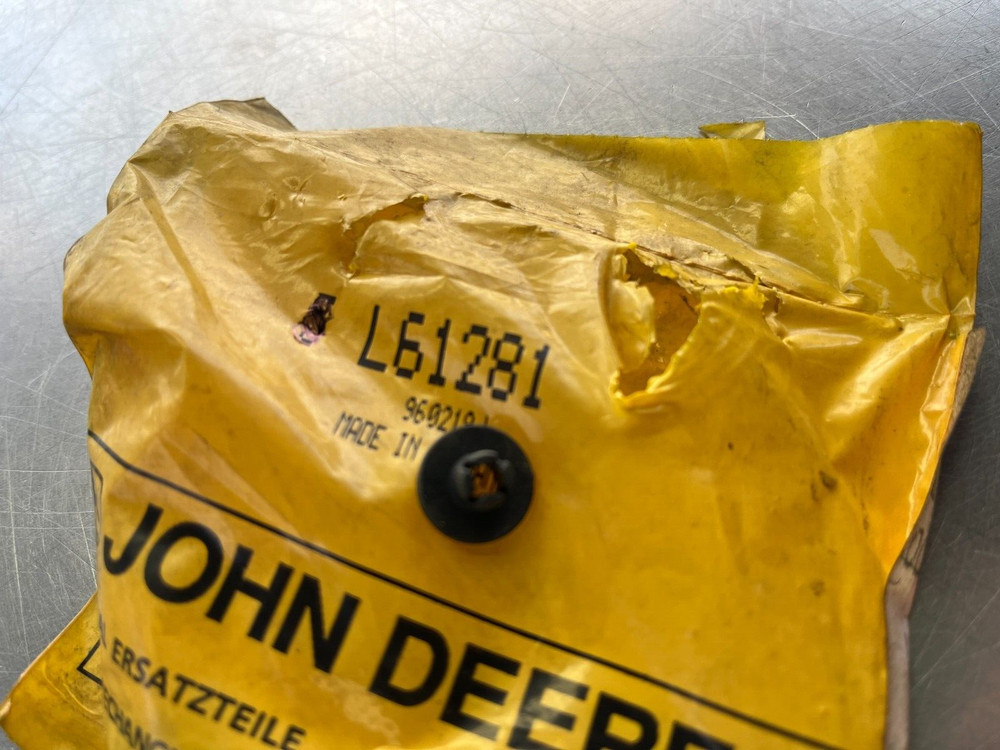 L61281
MADE IN
JOHN DEERE
ERSATZTEILE